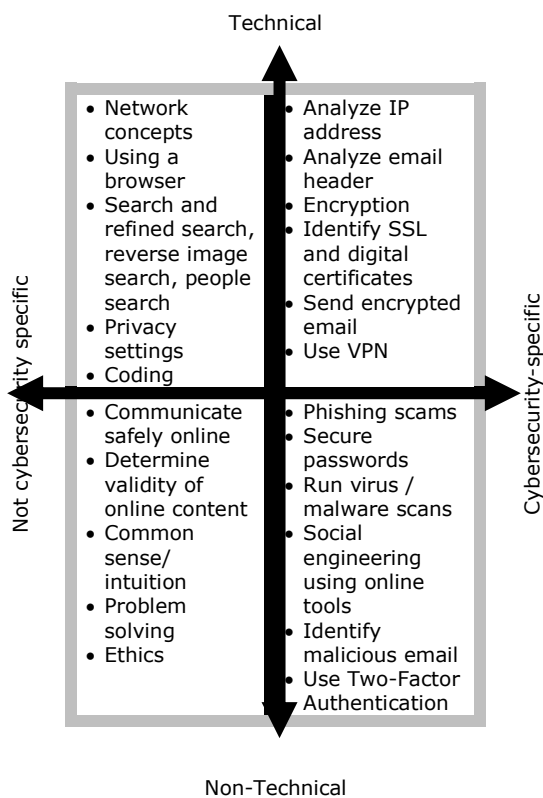 Technical
• Network
concepts
• Using a
browser
• Search and
refined search,
reverse image
search, people
search
• Privacy
settings
• Coding
• Analyze IP
address
• Analyze email
header
• Encryption
• Identify SSL
and digital
certificates
• Send encrypted
email
• Use VPN
Not cybersecurity specific
Cybersecurity-specific
• Communicate
safely online
• Determine
validity of
online content
• Common
sense/
intuition
• Problem
solving
• Ethics
• Phishing scams
• Secure
passwords
• Run virus /
malware scans
• Social
engineering
using online
tools
• Identify
malicious email
• Use Two-Factor
Authentication
Non-Technical